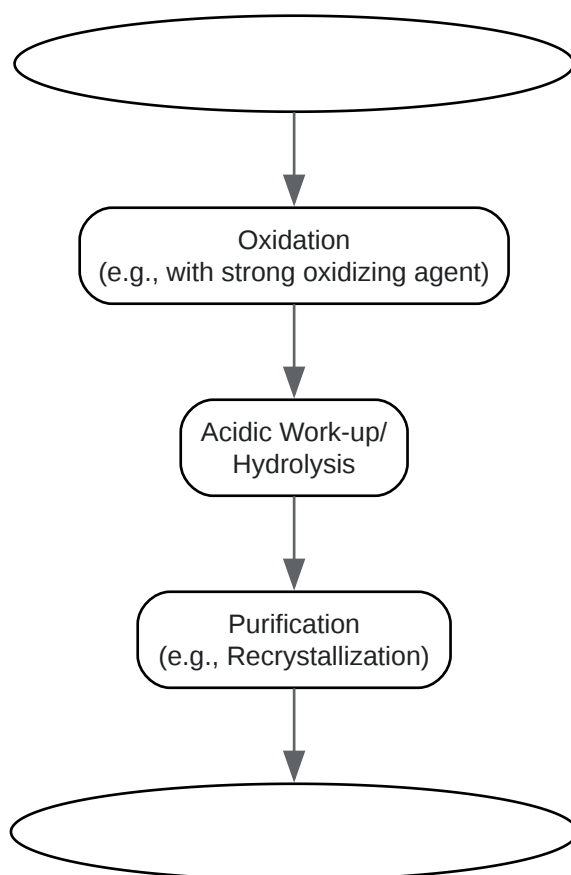 Oxidation
(e.g., with strong oxidizing agent)
Acidic Work-up/
Hydrolysis
Purification
(e.g., Recrystallization)